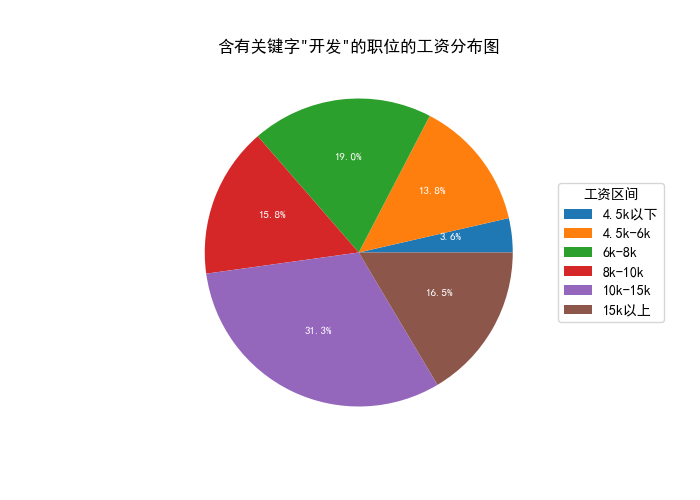 含有关键字"开发"的职位的工资分布图
19.0%
13.8%
15.8%
3.6%
16.5%
31.3%
工资区间
4.5k以下
4.5k-6k
6k-8k
8k-10k
10k-15k
15k以上